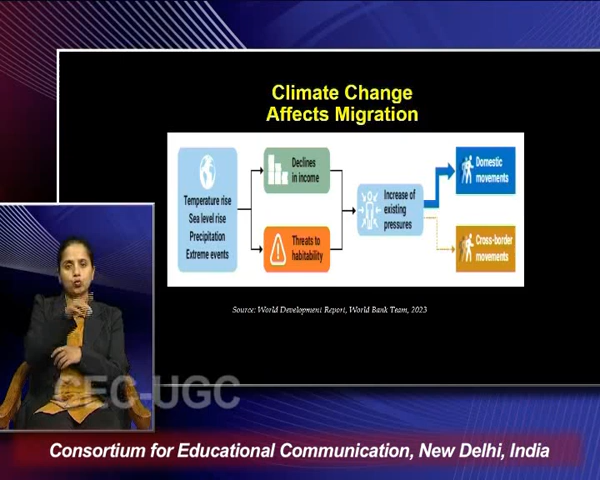 Climate Change
Affects Migration
Temperature rise
Sea level rise
Precipitation
Extreme events
Declines
in income
Threats to
habitability
Increase of
existing
pressures
Domestic
movements
Cross-border
movements
Source: World Development Report, World Bank Team, 2023
CEC-UGC
Consortium for Educational Communication, New Delhi, India